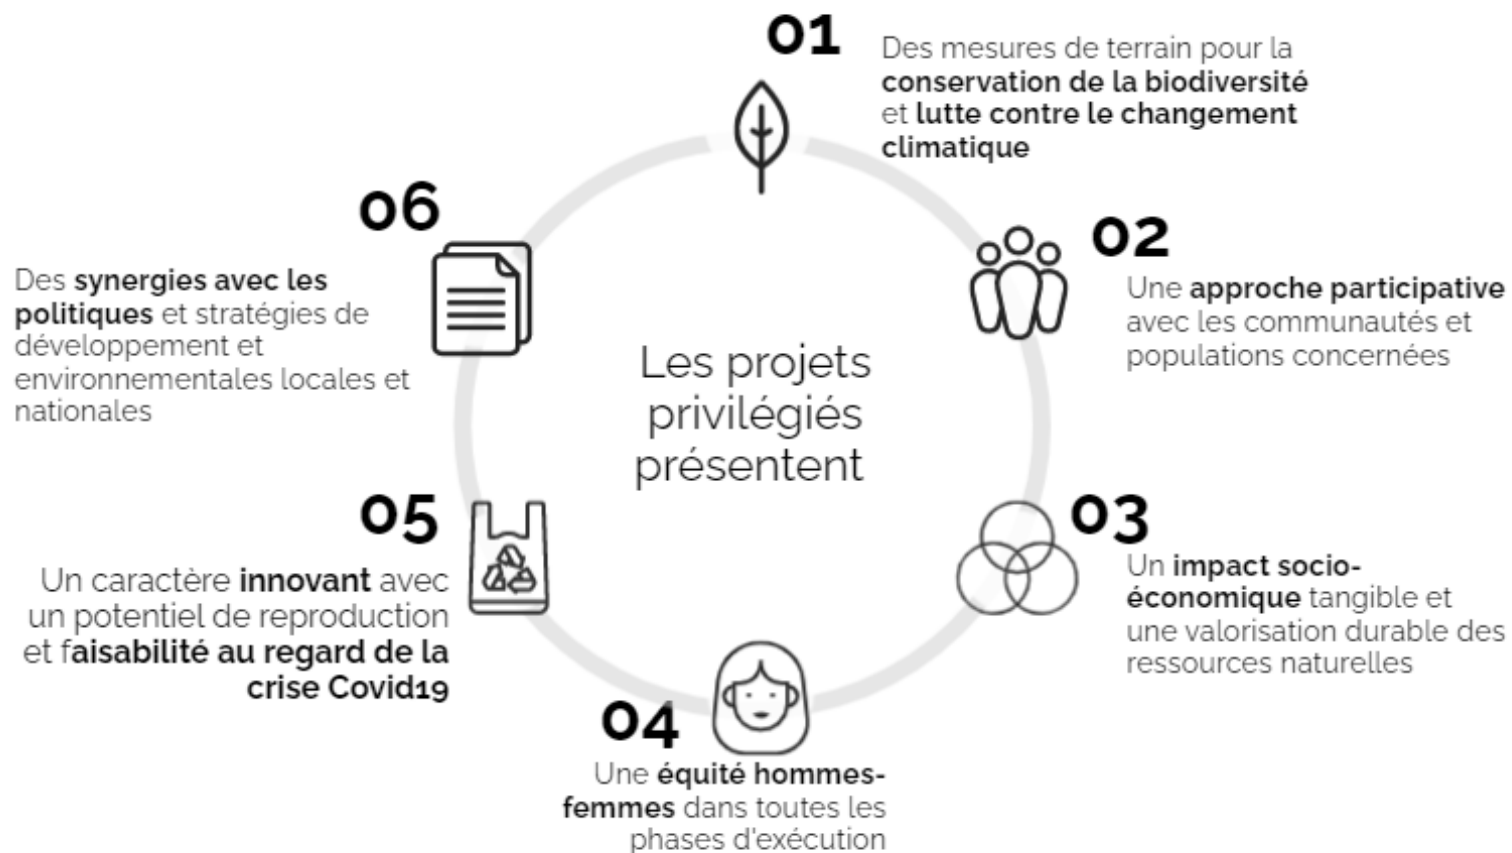 Les projets
privilégiés
présentent
01
Des mesures de terrain pour la
conservation de la biodiversité
et lutte contre le changement
climatique
02
Une approche participative
avec les communautés et
populations concernées
03
Un impact socio-
économique tangible et
une valorisation durable des
ressources naturelles
04
Une équité hommes-
femmes dans toutes les
phases d'exécution
05
Un caractère innovant avec
un potentiel de reproduction
et faisabilité au regard de la
crise Covid19
06
Des synergies avec les
politiques et stratégies de
développement et
environnementales locales et
nationales